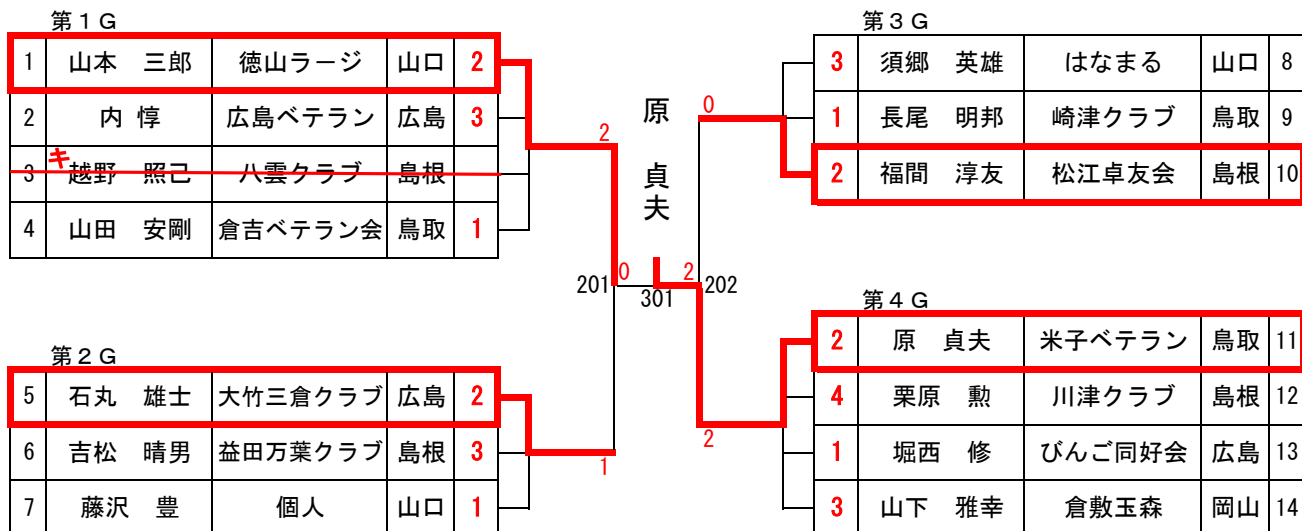 第１Ｇ
1 山本 三郎 徳山ラージ 山口 2
2 内 惇 広島ベテラン 広島 3
キ
3 越野 照己 八雲クラブ 島根
4 山田 安剛 倉吉ベテラン会 鳥取 1
第２Ｇ
5 石丸 雄士 大竹三倉クラブ 広島 2
6 吉松 晴男 益田万葉クラブ 島根 3
7 藤沢 豊 個人 山口 1
2
201
1
0
301
原 貞夫
2
202
0
2
第３Ｇ
3 須郷 英雄 はなまる 山口 8
1 長尾 明邦 崎津クラブ 鳥取 9
2 福間 淳友 松江卓友会 島根 10
第４Ｇ
2 原 貞夫 米子ベテラン 鳥取 11
4 栗原 勲 川津クラブ 島根 12
1 堀西 修 びんご同好会 広島 13
3 山下 雅幸 倉敷玉森 岡山 14